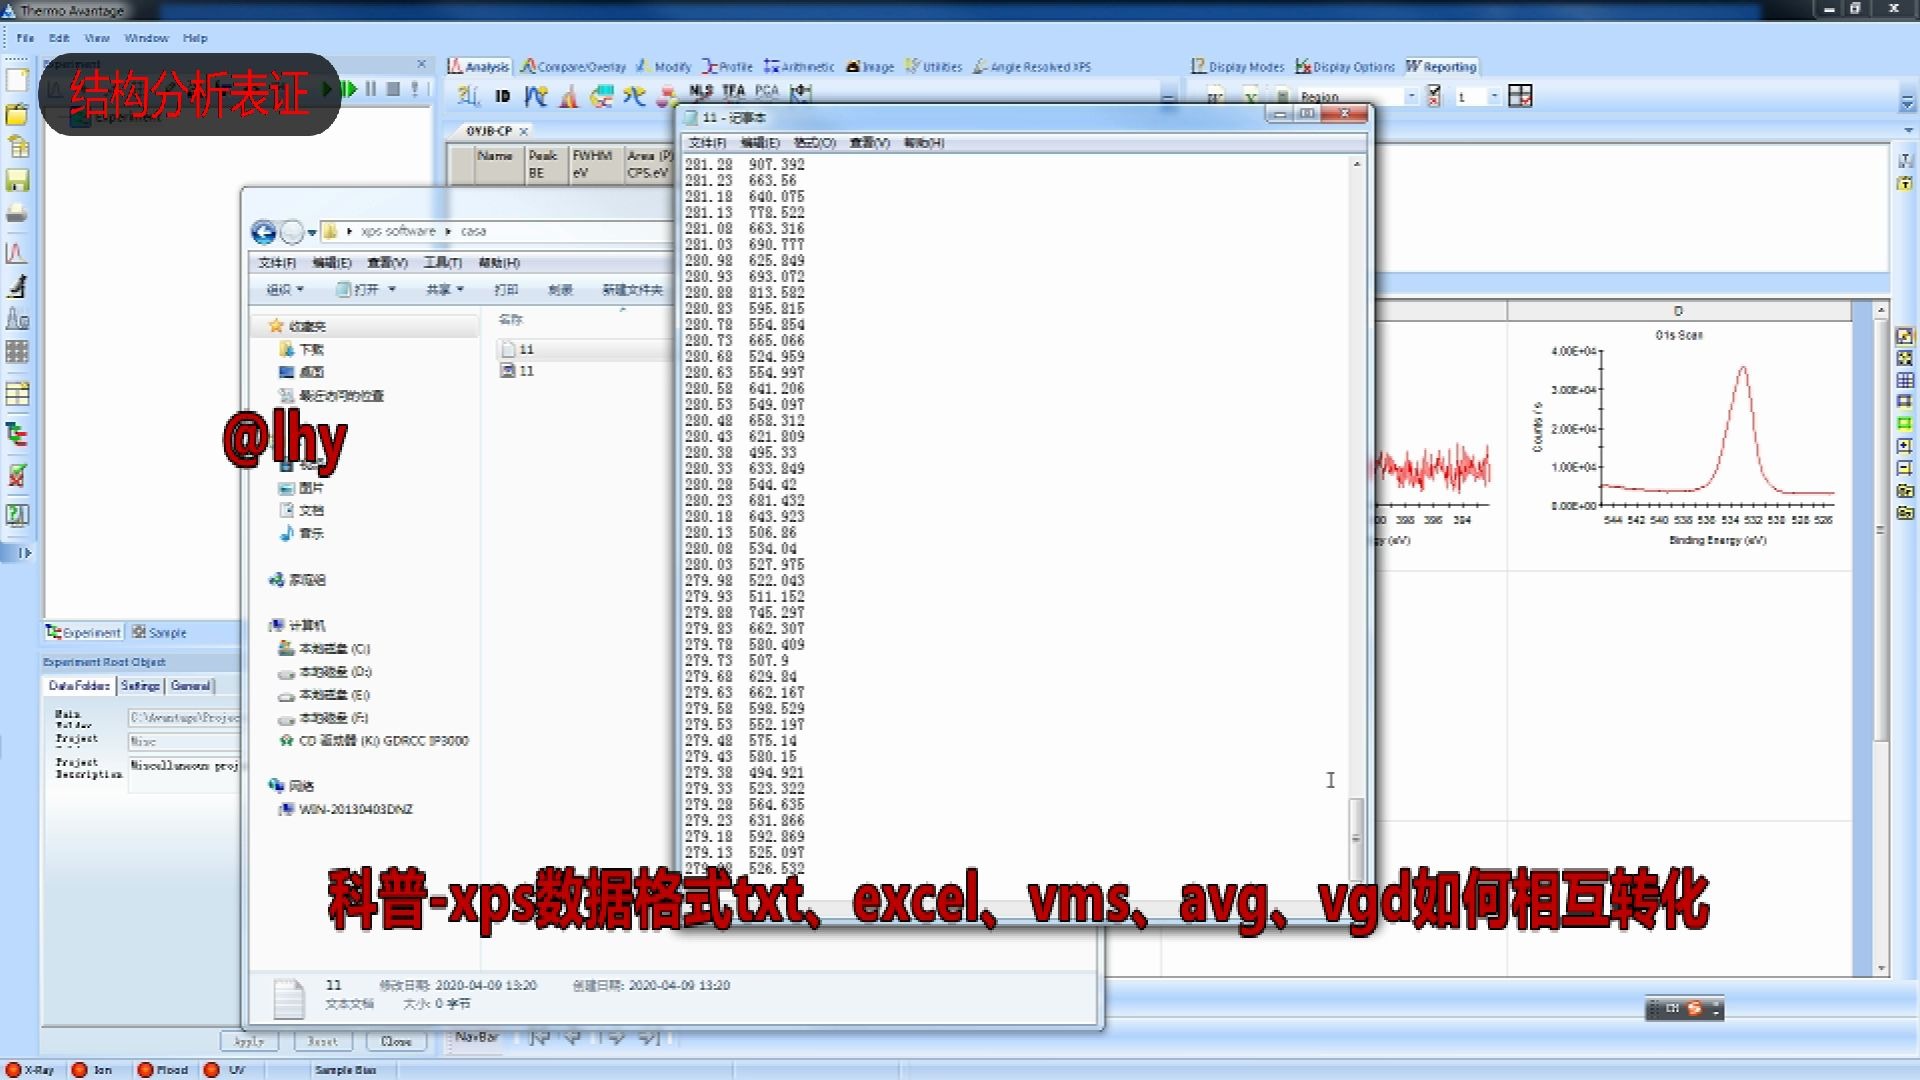 Thermo Avantage
File Edit View Window Help
结构分析表证
Experiment
Analysis Compare/Overlay Modify Profile Arithmetic Image Utilities Angle Resolved XPS
Display Modes Display Options Reporting
ID NLS TFA PCA
Region 1
OYJB-CP
Name Peak BE FWHM eV Area (P) CPS.eV
11 - 记事本
文件(F) 编辑(E) 格式(O) 查看(V) 帮助(H)
281.28 907.392
281.23 663.56
281.18 640.075
281.13 778.522
281.08 663.316
281.03 690.777
280.98 625.849
280.93 693.072
280.88 813.582
280.83 595.815
280.78 554.854
280.73 665.066
280.68 524.959
280.63 554.997
280.58 641.206
280.53 549.097
280.48 658.312
280.43 621.809
280.38 495.33
280.33 633.849
280.28 544.42
280.23 681.432
280.18 643.923
280.13 506.86
280.08 534.04
280.03 527.975
279.98 522.043
279.93 511.152
279.88 745.297
279.83 662.307
279.78 580.409
279.73 507.9
279.68 629.84
279.63 662.167
279.58 598.529
279.53 552.197
279.48 575.14
279.43 580.15
279.38 494.921
279.33 523.322
279.28 564.635
279.23 631.866
279.18 592.869
279.13 525.097
526.532
xps software casa
文件(F) 编辑(E) 查看(V) 工具(T) 帮助(H)
组织 打开 共享 打印 刻录 新建文件夹
名称
11
11
收藏夹
下载
桌面
最近访问的位置
@lhy
图片
文档
音乐
家庭组
计算机
本地磁盘 (C:)
本地磁盘 (D:)
本地磁盘 (E:)
本地磁盘 (F:)
CD 驱动器 (K:) GDRCC IP3000
网络
WIN-20130403DNZ
D
O1s Scan
4.00E+04
3.00E+04
2.00E+04
1.00E+04
0.00E+00
Counts / s
544 542 540 538 536 534 532 530 528 526
Binding Energy (eV)
398 396 394
Experiment Sample
Experiment Root Object
Data Folders Settings General
Main Folder C:\Avantage\Projec
Project Misc
Project Description Miscellaneous proj
科普-xps数据格式txt、excel、vms、avg、vgd如何相互转化
11 修改日期: 2020-04-09 13:20 创建日期: 2020-04-09 13:20
文本文档 大小: 0 字节
CH
Apply Reset Close
NavBar
X-Ray Ion Flood UV Sample Bias